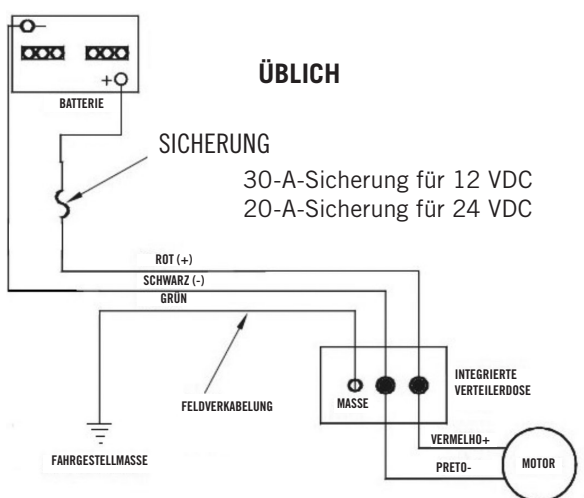 ÜBLICH
+
BATTERIE
SICHERUNG
30-A-Sicherung für 12 VDC
20-A-Sicherung für 24 VDC
ROT (+)
SCHWARZ (-)
GRÜN
FELDVERKABELUNG
MASSE
INTEGRIERTE
VERTEILERDOSE
FAHRGESTELLMASSE
VERMELHO+
PRETO-
MOTOR